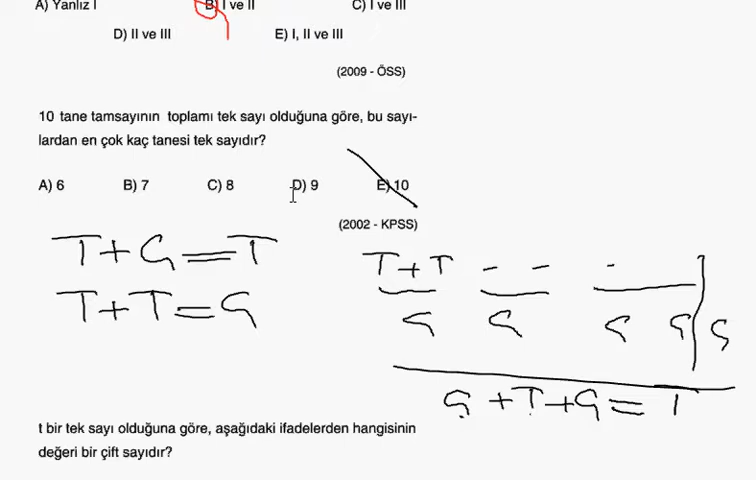 A) Yanlız I B) I ve II C) I ve III
D) II ve III E) I, II ve III
(2009 - ÖSS)
10 tane tamsayının toplamı tek sayı olduğuna göre, bu sayı-
lardan en çok kaç tanesi tek sayıdır?
A) 6 B) 7 C) 8 D) 9 E) 10
(2002 - KPSS)
T+Ç=T
T+T=Ç
T+T
Ç Ç Ç Ç Ç
Ç+T+Ç=T
t bir tek sayı olduğuna göre, aşağıdaki ifadelerden hangisinin
değeri bir çift sayıdır?